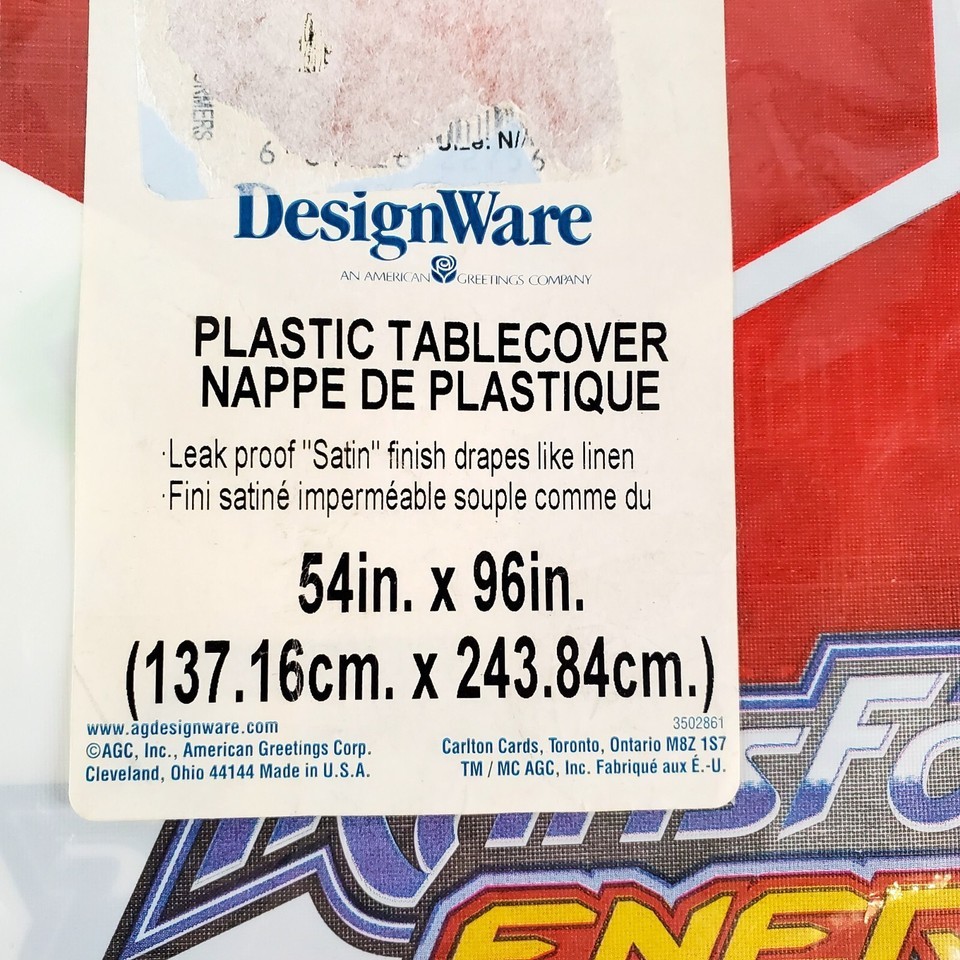 DesignWare
AN AMERICAN GREETINGS COMPANY
PLASTIC TABLECOVER
NAPPE DE PLASTIQUE
·Leak proof "Satin" finish drapes like linen
·Fini satiné imperméable souple comme du
54in. x 96in.
(137.16cm. x 243.84cm.)
www.agdesignware.com
3502861
©AGC, Inc., American Greetings Corp.
Carlton Cards, Toronto, Ontario M8Z 1S7
Cleveland, Ohio 44144 Made in U.S.A.
TM / MC AGC, Inc. Fabriqué aux É.-U.